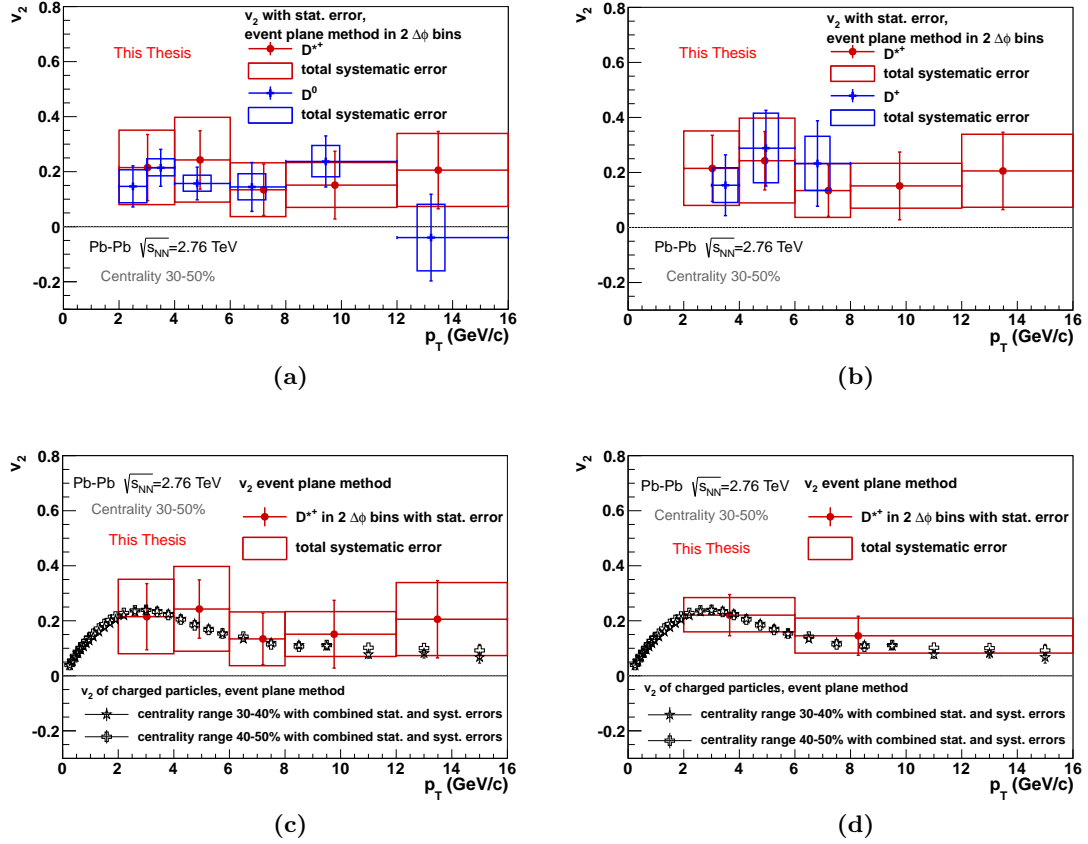 v₂
0.8
0.6
0.4
0.2
0
-0.2
0 2 4 6 8 10 12 14 16
p_T (GeV/c)
v₂ with stat. error,
event plane method in 2 Δϕ bins
This Thesis
D*⁺
total systematic error
D⁰
total systematic error
Pb-Pb √s_NN=2.76 TeV
Centrality 30-50%
(a)
v₂
0.8
0.6
0.4
0.2
0
-0.2
0 2 4 6 8 10 12 14 16
p_T (GeV/c)
v₂ with stat. error,
event plane method in 2 Δϕ bins
This Thesis
D*⁺
total systematic error
D⁺
total systematic error
Pb-Pb √s_NN=2.76 TeV
Centrality 30-50%
(b)
v₂
0.8
0.6
0.4
0.2
0
-0.2
0 2 4 6 8 10 12 14 16
p_T (GeV/c)
Pb-Pb √s_NN=2.76 TeV
Centrality 30-50%
This Thesis
v₂ event plane method
D*⁺ in 2 Δϕ bins with stat. error
total systematic error
v₂ of charged particles, event plane method
centrality range 30-40% with combined stat. and syst. errors
centrality range 40-50% with combined stat. and syst. errors
(c)
v₂
0.8
0.6
0.4
0.2
0
-0.2
0 2 4 6 8 10 12 14 16
p_T (GeV/c)
Pb-Pb √s_NN=2.76 TeV
Centrality 30-50%
This Thesis
v₂ event plane method
D*⁺ in 2 Δϕ bins with stat. error
total systematic error
v₂ of charged particles, event plane method
centrality range 30-40% with combined stat. and syst. errors
centrality range 40-50% with combined stat. and syst. errors
(d)